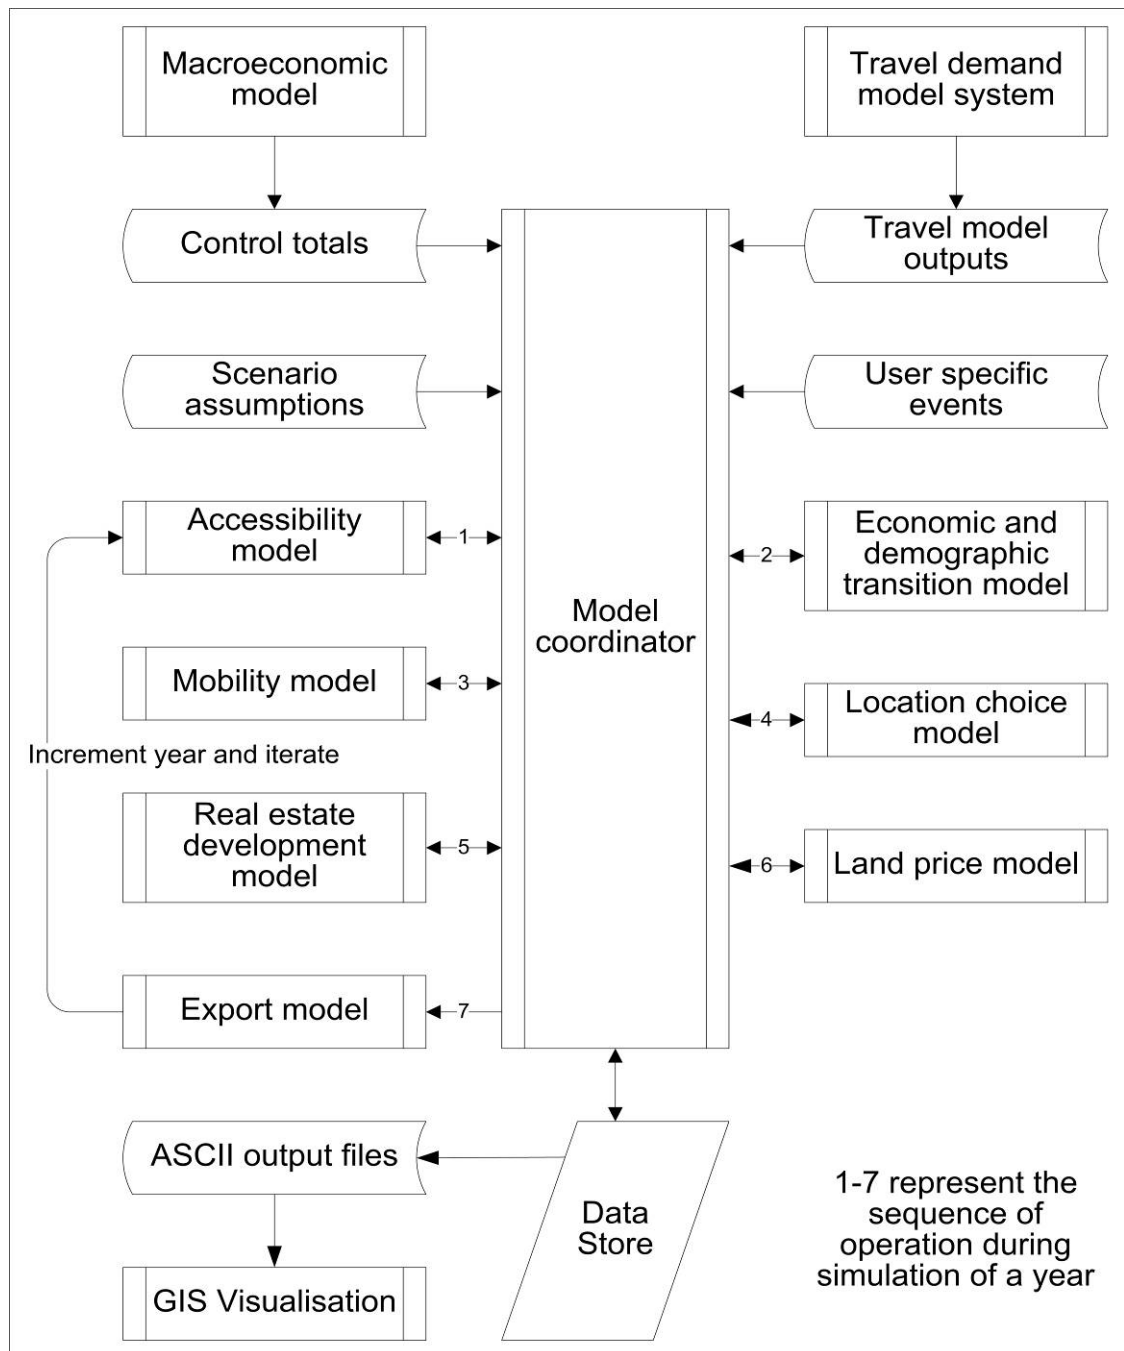 Macroeconomic
model
Travel demand
model system
Control totals
Travel model
outputs
Scenario
assumptions
User specific
events
Accessibility
model
1
2
Economic and
demographic
transition model
Model
coordinator
Mobility model
3
4
Location choice
model
Increment year and iterate
Real estate
development
model
5
6
Land price model
Export model
7
ASCII output files
Data
Store
GIS Visualisation
1-7 represent the
sequence of
operation during
simulation of a year